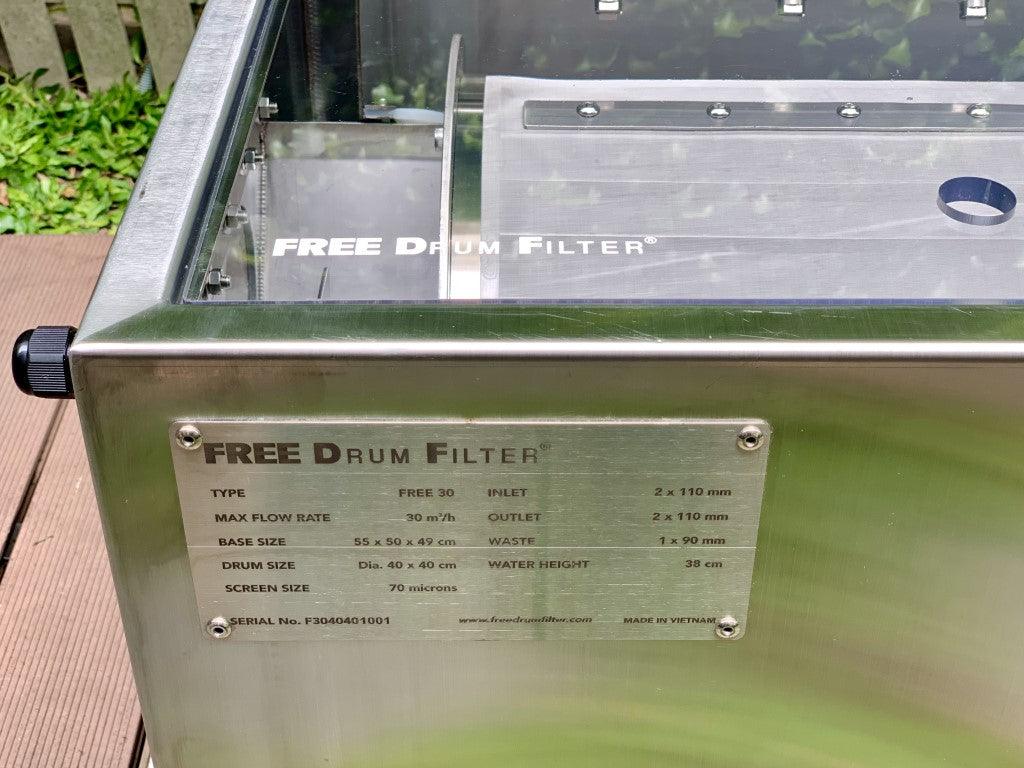 FREE DRUM FILTER®
FREE DRUM FILTER®
TYPE FREE 30 INLET 2 x 110 mm
MAX FLOW RATE 30 m³/h OUTLET 2 x 110 mm
BASE SIZE 55 x 50 x 49 cm WASTE 1 x 90 mm
DRUM SIZE Dia. 40 x 40 cm WATER HEIGHT 38 cm
SCREEN SIZE 70 microns
SERIAL No. F3040401001 www.freedrumfilter.com MADE IN VIETNAM